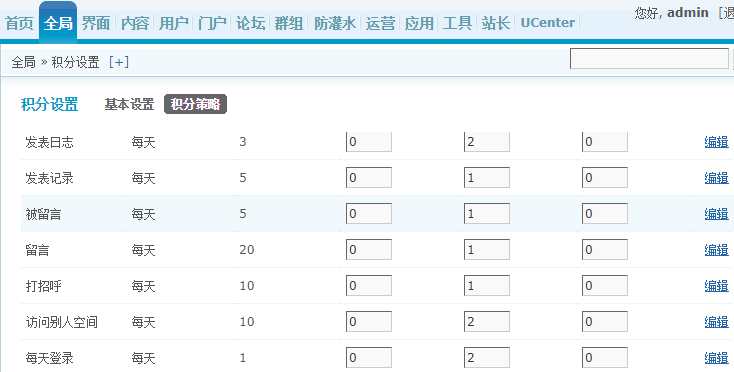 您好, admin [退
首页 全局 界面 内容 用户 门户 论坛 群组 防灌水 运营 应用 工具 站长 UCenter
全局 » 积分设置 [+]
积分设置 基本设置 积分策略
发表日志 每天 3 0 2 0 编辑
发表记录 每天 5 0 1 0 编辑
被留言 每天 5 0 1 0 编辑
留言 每天 20 0 1 0 编辑
打招呼 每天 10 0 1 0 编辑
访问别人空间 每天 10 0 2 0 编辑
每天登录 每天 1 0 2 0 编辑